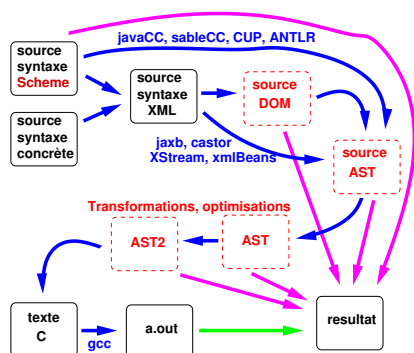 javaCC, sableCC, CUP, ANTLR
source
syntaxe
Scheme
source
syntaxe
XML
source
DOM
source
syntaxe
concrète
jaxb, castor
XStream, xmlBeans
source
AST
Transformations, optimisations
AST2
AST
texte
C
gcc
a.out
resultat